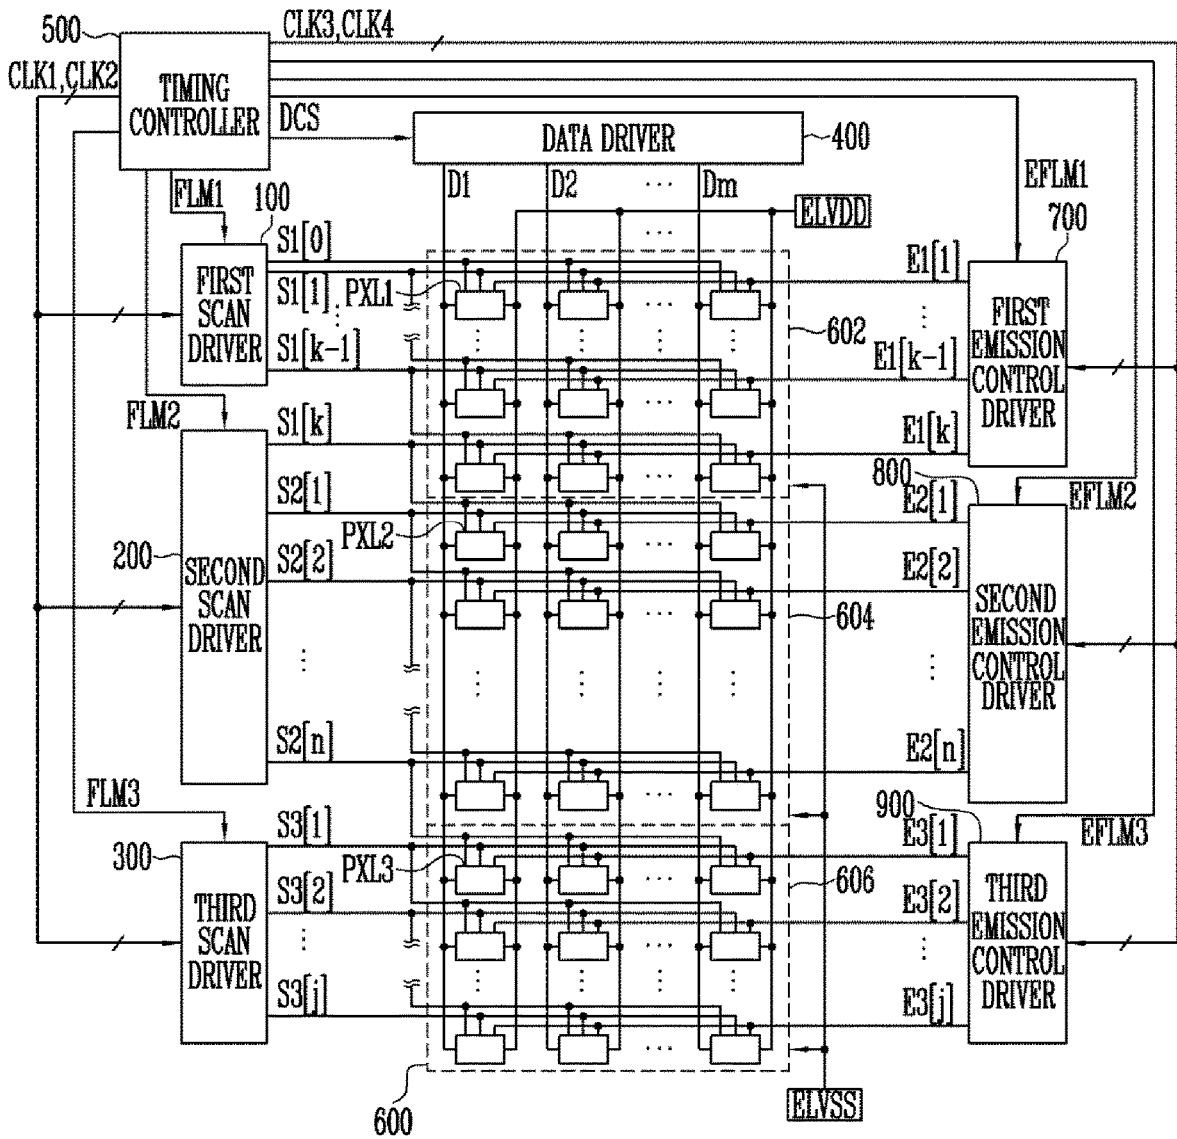 500
CLK3,CLK4
CLK1,CLK2
TIMING
CONTROLLER
DCS
DATA DRIVER
400
FLM1
100
D1
D2
...
Dm
EFLM1
700
ELVDD
...
S1[0]
FIRST
SCAN
DRIVER
S1[1]
PXL1
S1[k-1]
E1[1]
602
E1[k-1]
FIRST
EMISSION
CONTROL
DRIVER
FLM2
S1[k]
E1[k]
800
EFLM2
S2[1]
E2[1]
200
PXL2
S2[2]
E2[2]
SECOND
SCAN
DRIVER
604
SECOND
EMISSION
CONTROL
DRIVER
S2[n]
E2[n]
FLM3
900
EFLM3
S3[1]
E3[1]
300
PXL3
606
S3[2]
E3[2]
THIRD
SCAN
DRIVER
THIRD
EMISSION
CONTROL
DRIVER
S3[j]
E3[j]
600
ELVSS